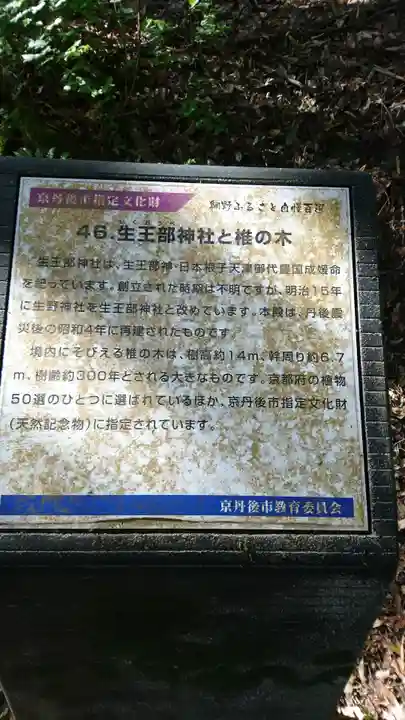 京丹後市指定文化財
網野ふるさと自慢百選
46.生王部神社と椎の木
生王部神社は、生王部神・日本根子天津御代豊国成媛命
を祀っています。創立された時期は不明ですが、明治15年
に生野神社を生王部神社と改めています。本殿は、丹後震
災後の昭和4年に再建されたものです。
境内にそびえる椎の木は、樹高約14m、幹周り約6.7
m、樹齢約300年とされる大きなものです。京都府の植物
50選のひとつに選ばれているほか、京丹後市指定文化財
(天然記念物)に指定されています。
京丹後市教育委員会